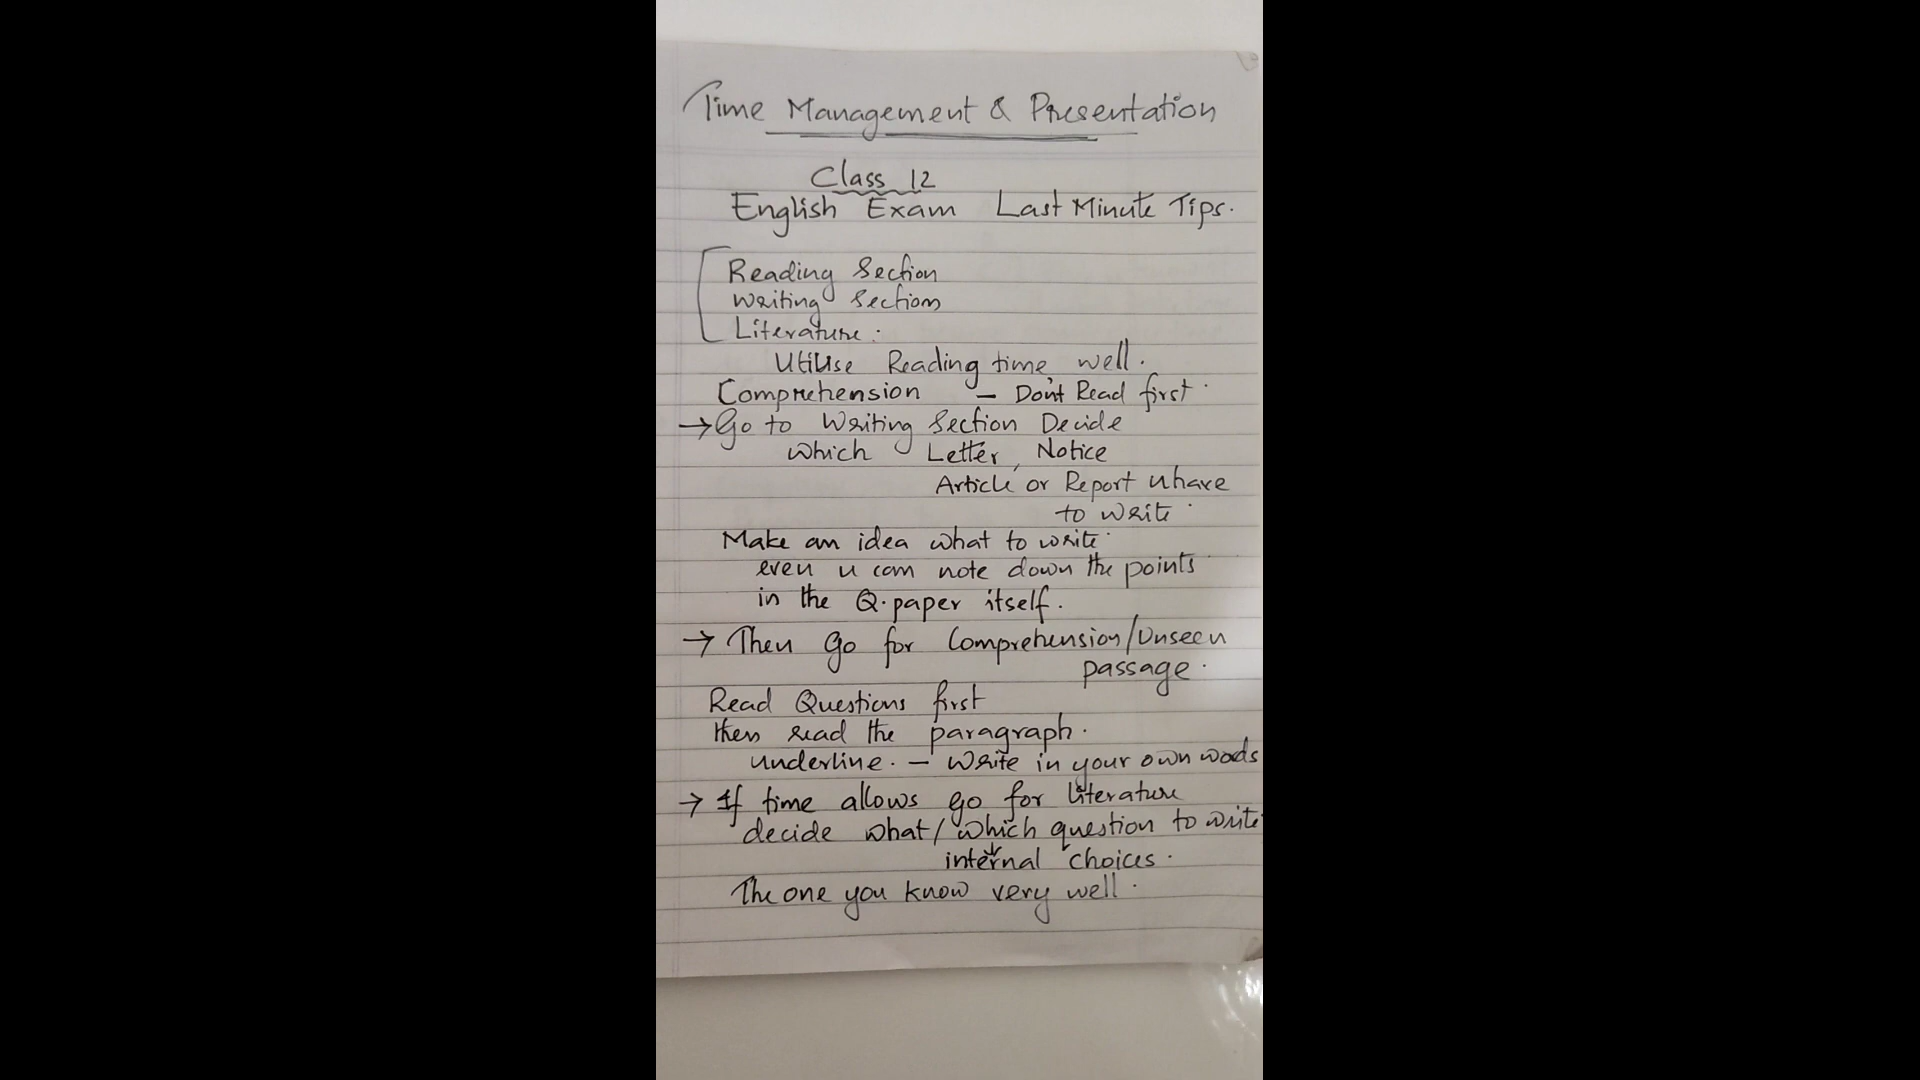 Time Management & Presentation
Class 12
English Exam Last Minute Tips.
Reading Section
Writing Section
Literature.
Utilise Reading time well.
Comprehension - Don't Read first.
→ Go to Writing Section Decide
which Letter, Notice
Article or Report u have
to write.
Make an idea what to write.
even u can note down the points
in the Q.paper itself.
→ Then go for Comprehension/Unseen
passage.
Read Questions first
then read the paragraph.
underline. - Write in your own words
→ If time allows go for literature
decide what/which question to write
internal choices.
The one you know very well.